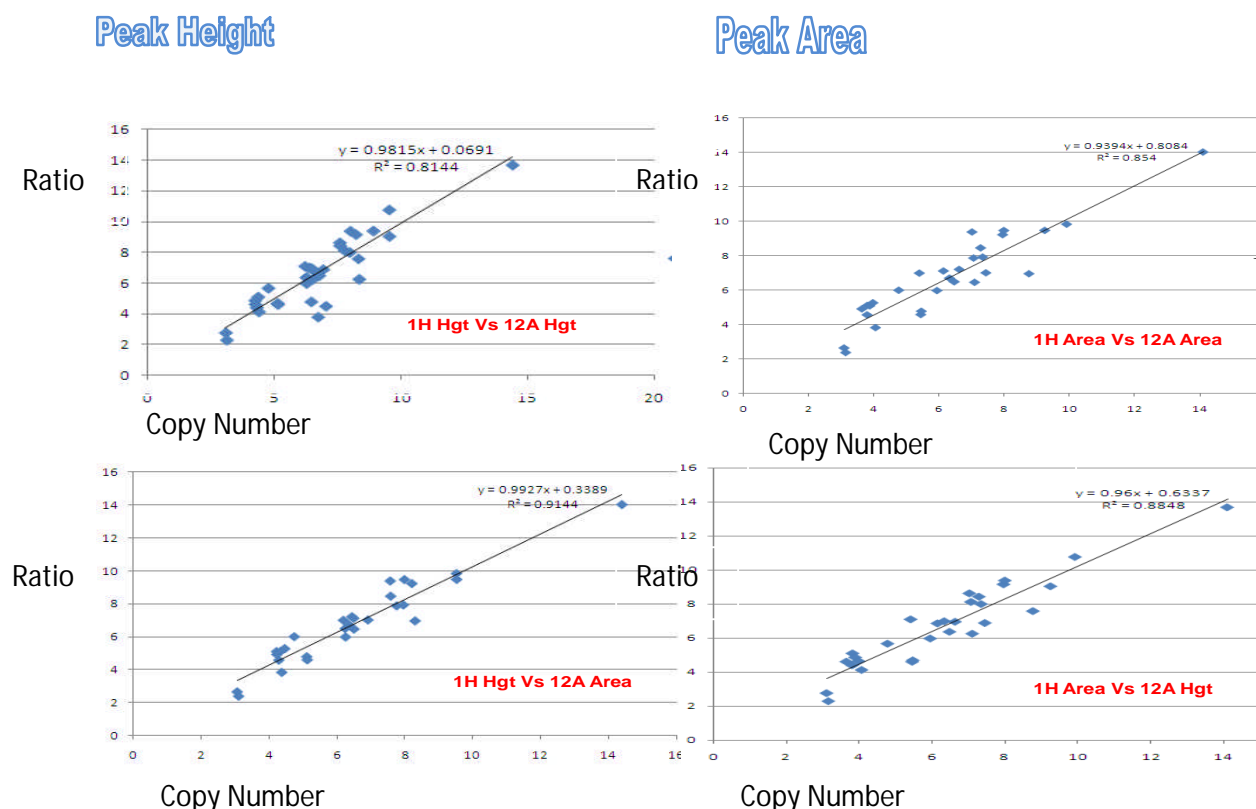 Peak Height
Peak Area
16
14
12
10
8
6
4
2
0
0 5 10 15 20
Ratio
y = 0.9815x + 0.0691
R² = 0.8144
1H Hgt Vs 12A Hgt
Copy Number
16
14
12
10
8
6
4
2
0
0 2 4 6 8 10 12 14
Ratio
y = 0.9394x + 0.8084
R² = 0.854
1H Area Vs 12A Area
Copy Number
16
14
12
10
8
6
4
2
0
0 2 4 6 8 10 12 14 16
Ratio
y = 0.9927x + 0.3389
R² = 0.9144
1H Hgt Vs 12A Area
Copy Number
16
14
12
10
8
6
4
2
0
0 2 4 6 8 10 12 14
Ratio
y = 0.96x + 0.6337
R² = 0.8848
1H Area Vs 12A Hgt
Copy Number